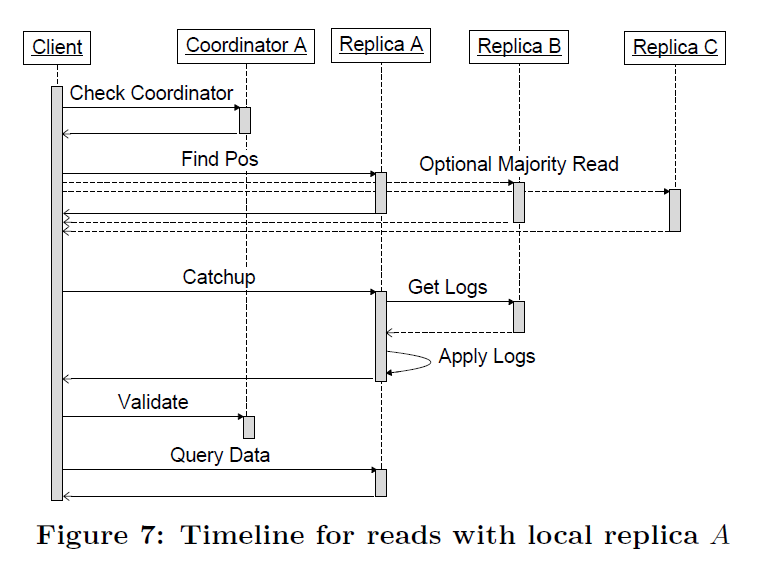 Client
Coordinator A
Replica A
Replica B
Replica C
Check Coordinator
Find Pos
Optional Majority Read
Catchup
Get Logs
Apply Logs
Validate
Query Data
Figure 7: Timeline for reads with local replica A